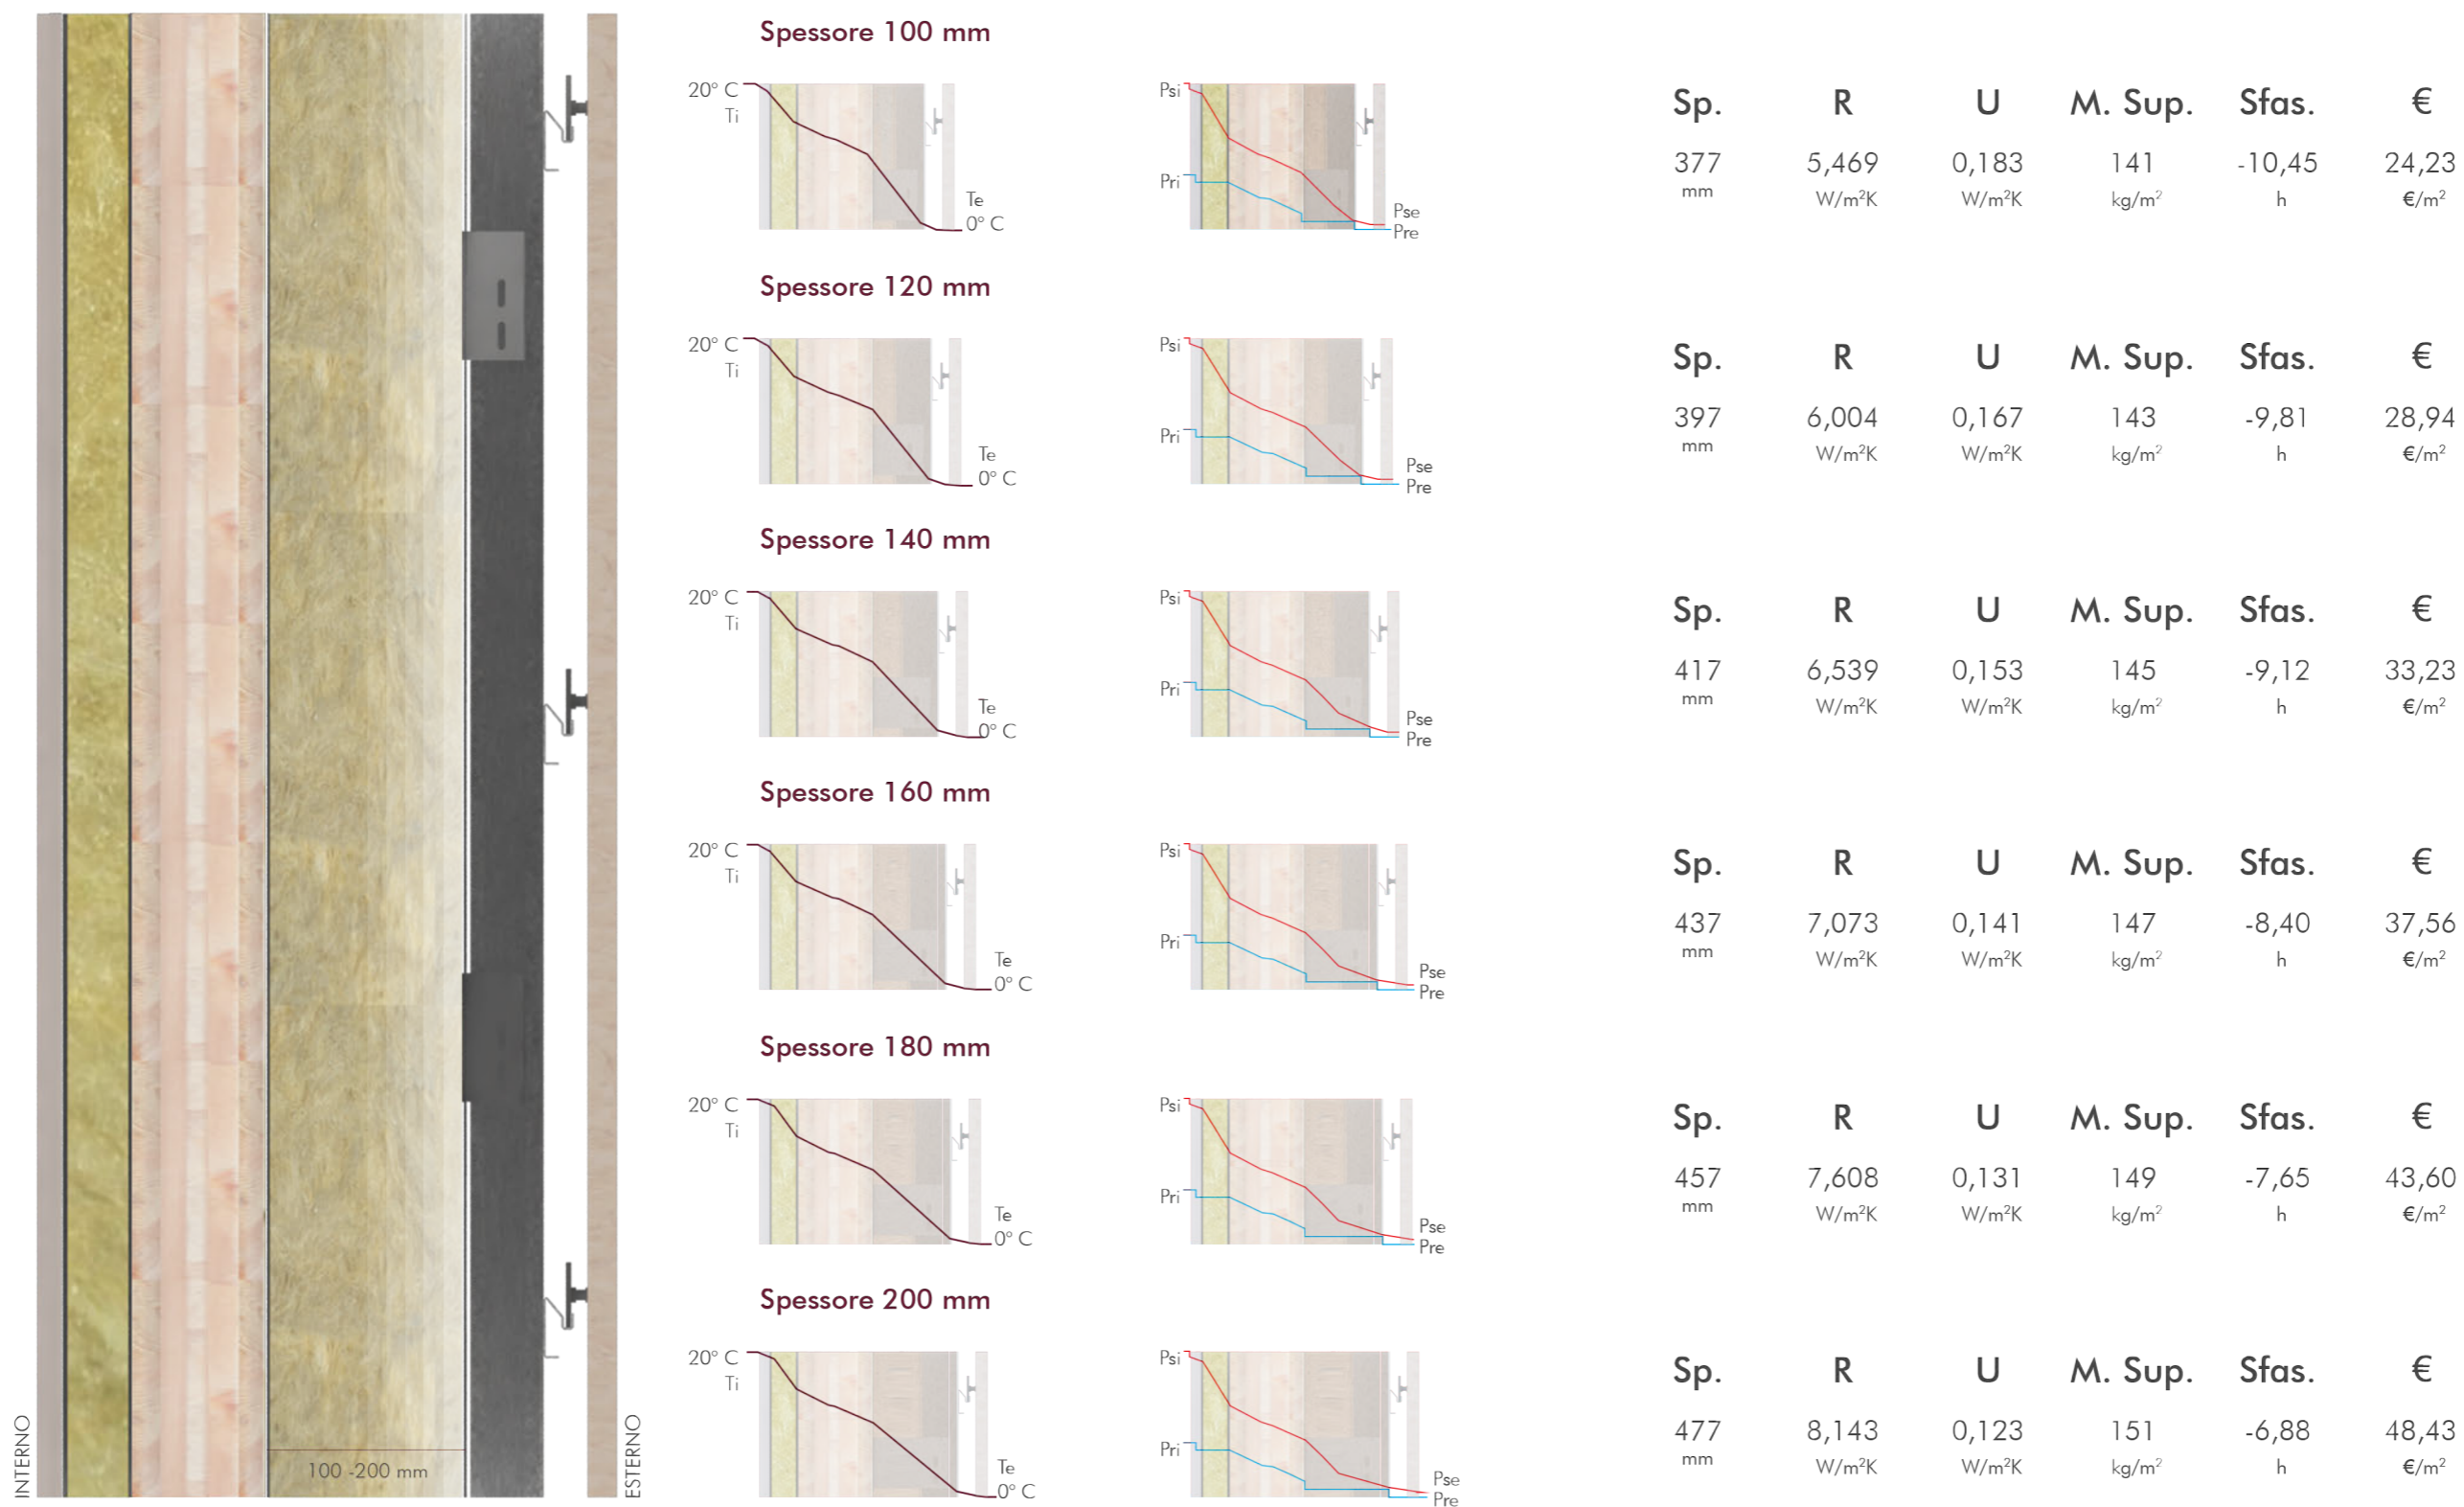 INTERNO
100 -200 mm
ESTERNO
Spessore 100 mm
20° C
Ti
Te
0° C
Psi
Pri
Pse
Pre
Sp. R U M. Sup. Sfas. €
377 5,469 0,183 141 -10,45 24,23
mm W/m²K W/m²K kg/m² h €/m²
Spessore 120 mm
20° C
Ti
Te
0° C
Psi
Pri
Pse
Pre
Sp. R U M. Sup. Sfas. €
397 6,004 0,167 143 -9,81 28,94
mm W/m²K W/m²K kg/m² h €/m²
Spessore 140 mm
20° C
Ti
Te
0° C
Psi
Pri
Pse
Pre
Sp. R U M. Sup. Sfas. €
417 6,539 0,153 145 -9,12 33,23
mm W/m²K W/m²K kg/m² h €/m²
Spessore 160 mm
20° C
Ti
Te
0° C
Psi
Pri
Pse
Pre
Sp. R U M. Sup. Sfas. €
437 7,073 0,141 147 -8,40 37,56
mm W/m²K W/m²K kg/m² h €/m²
Spessore 180 mm
20° C
Ti
Te
0° C
Psi
Pri
Pse
Pre
Sp. R U M. Sup. Sfas. €
457 7,608 0,131 149 -7,65 43,60
mm W/m²K W/m²K kg/m² h €/m²
Spessore 200 mm
20° C
Ti
Te
0° C
Psi
Pri
Pse
Pre
Sp. R U M. Sup. Sfas. €
477 8,143 0,123 151 -6,88 48,43
mm W/m²K W/m²K kg/m² h €/m²